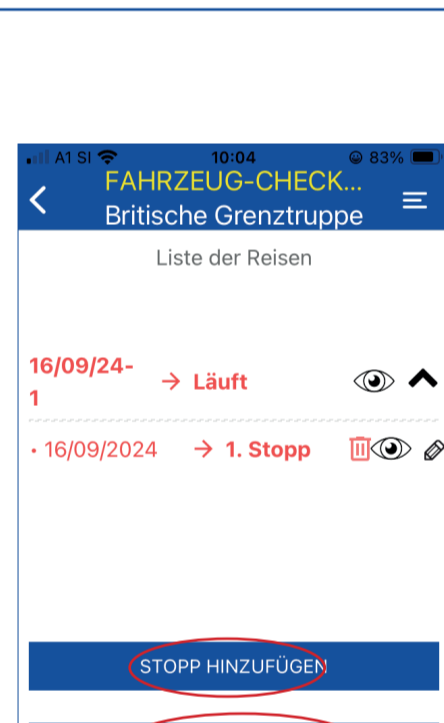 A1 SI 10:04 83%
FAHRZEUG-CHECK...
Britische Grenztruppe
Liste der Reisen
16/09/24-
1 → Läuft
• 16/09/2024 → 1. Stopp
STOPP HINZUFÜGEN